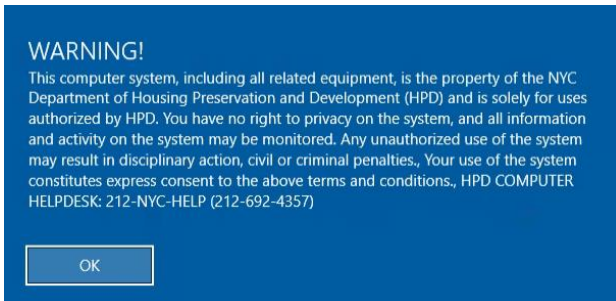 WARNING!
This computer system, including all related equipment, is the property of the NYC
Department of Housing Preservation and Development (HPD) and is solely for uses
authorized by HPD. You have no right to privacy on the system, and all information
and activity on the system may be monitored. Any unauthorized use of the system
may result in disciplinary action, civil or criminal penalties., Your use of the system
constitutes express consent to the above terms and conditions., HPD COMPUTER
HELPDESK: 212-NYC-HELP (212-692-4357)
OK